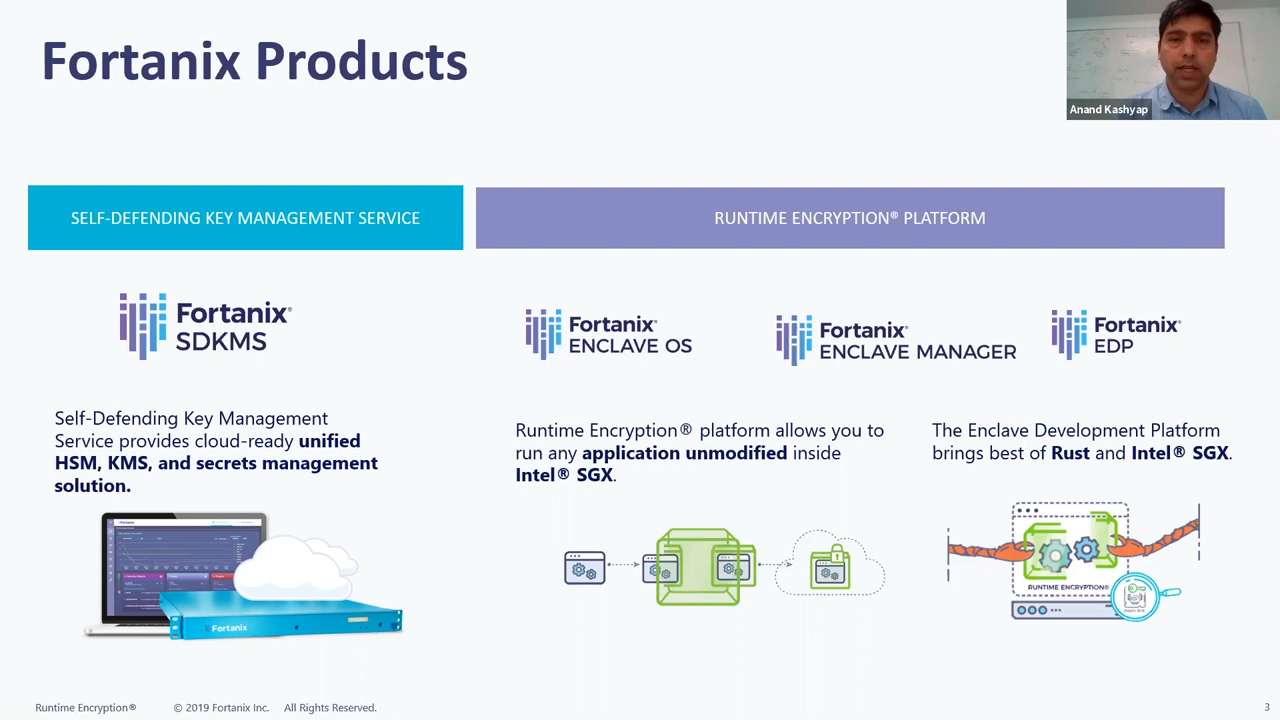 Fortanix Products
Anand Kashyap
SELF-DEFENDING KEY MANAGEMENT SERVICE
RUNTIME ENCRYPTION® PLATFORM
Fortanix®
SDKMS
Fortanix®
ENCLAVE OS
Fortanix®
ENCLAVE MANAGER
Fortanix®
EDP
Self-Defending Key Management
Service provides cloud-ready unified
HSM, KMS, and secrets management
solution.
Runtime Encryption® platform allows you to
run any application unmodified inside
Intel® SGX.
The Enclave Development Platform
brings best of Rust and Intel® SGX.
Fortanix
Fortanix
RUNTIME ENCRYPTION®
Runtime Encryption®
© 2019 Fortanix Inc.
All Rights Reserved.
3